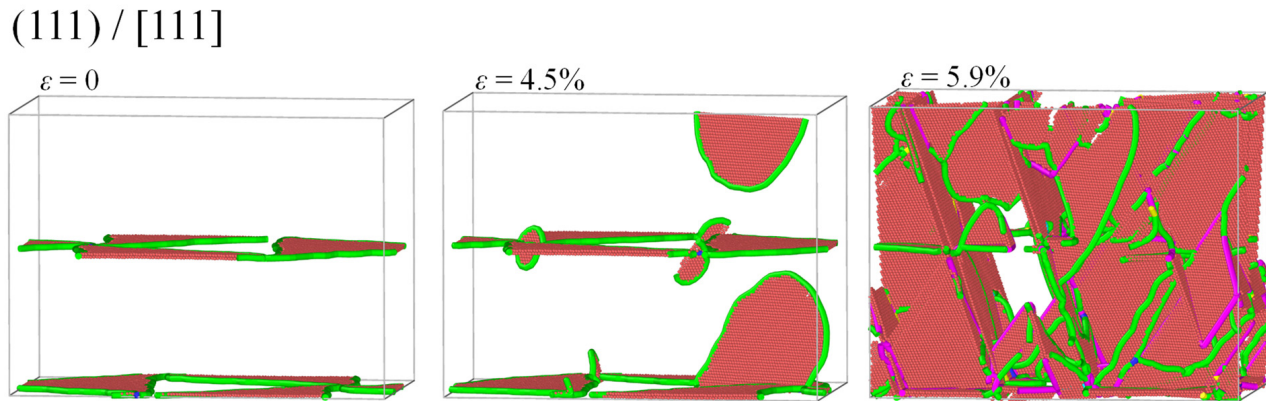 (111) / [111]
ε = 0
ε = 4.5%
ε = 5.9%